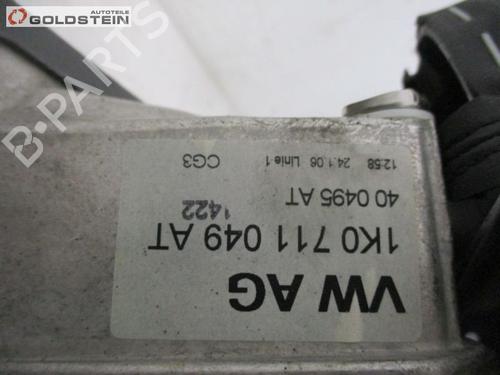 AUTOTEILE
GOLDSTEIN
VW AG
1K0 711 049 AT
1422
40 0495 AT
CG3
12:58 24.1.06 Linie 1
B-PARTS